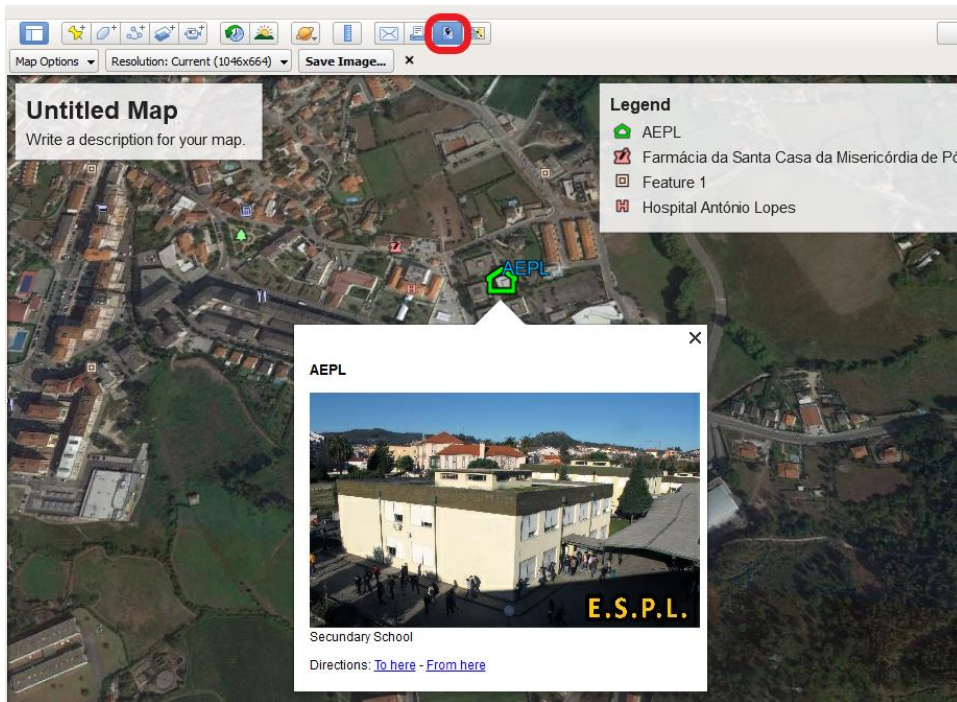 Map Options
Resolution: Current (1046x664)
Save Image...
Untitled Map
Write a description for your map.
Legend
AEPL
Farmácia da Santa Casa da Misericórdia de Pó
Feature 1
H Hospital António Lopes
AEPL
H
AEPL
E.S.P.L.
Secundary School
Directions: To here - From here